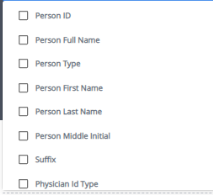 Person ID
Person Full Name
Person Type
Person First Name
Person Last Name
Person Middle Initial
Suffix
Physician Id Type